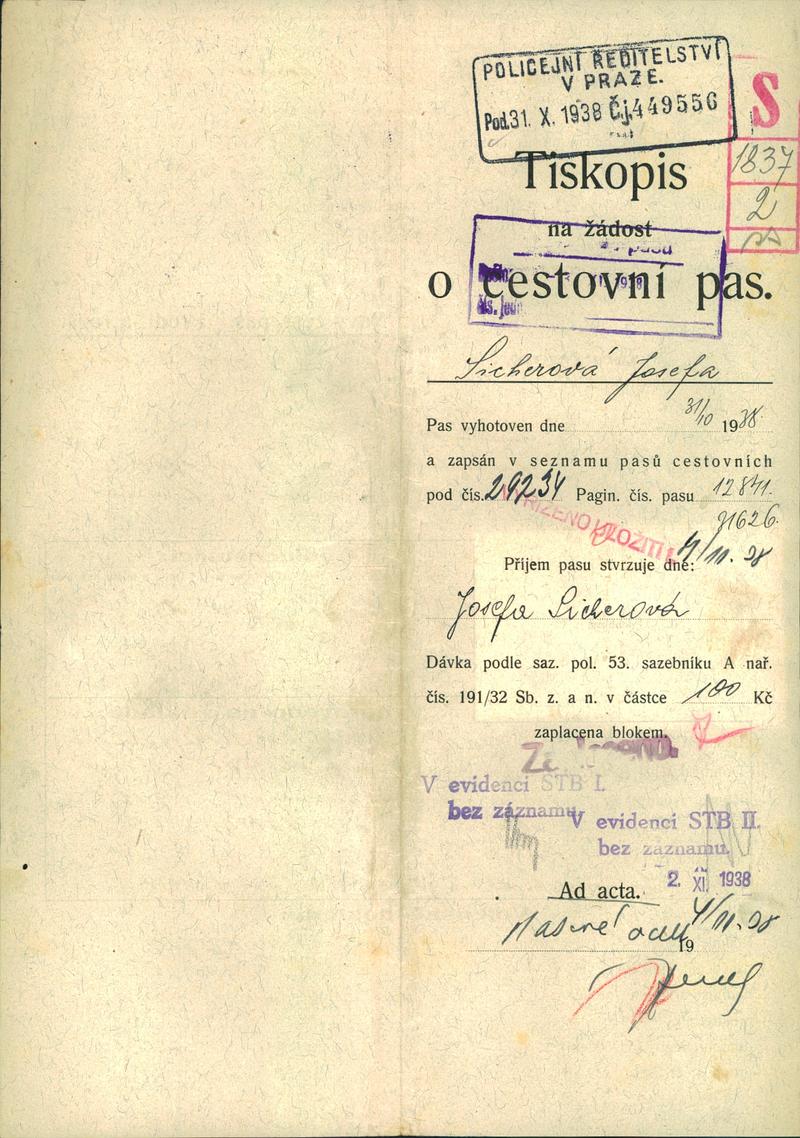 POLICEJNÍ ŘEDITELSTVÍ
V PRAZE.
Pod. 31. X. 1938 Čj. 449556
S
1837
2
Tiskopis
na žádost
o cestovní pas.
Sicherová Josefa
Pas vyhotoven dne 31/10 1938
a zapsán v seznamu pasů cestovních
pod čís. 29234 Pagin. čís. pasu 12841.
91626.
Příjem pasu stvrzuje dne: 4/11. 38
Josefa Sicherová
Dávka podle saz. pol. 53. sazebníku A nař.
čís. 191/32 Sb. z. a n. v částce 100 Kč
zaplacena blokem.
V evidenci STB I.
bez záznamu
V evidenci STB II.
bez záznamu.
2. XI. 1938
Ad acta.
4/11. 38
19